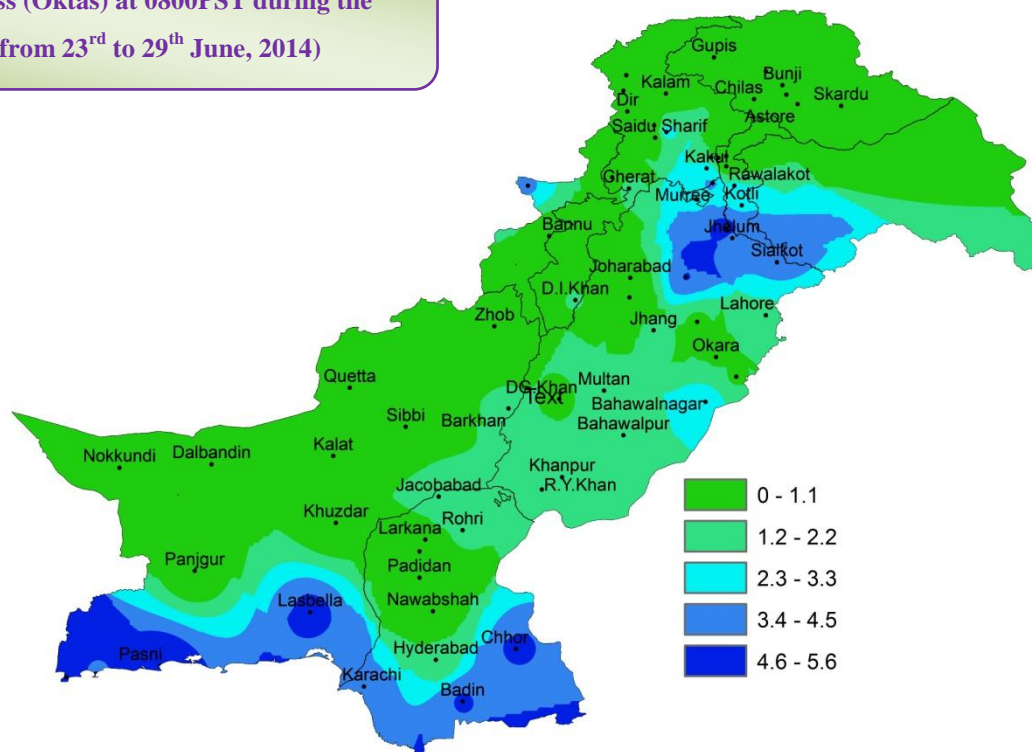 (Oktas) at 0800PST during the
from 23rd to 29th June, 2014)
Gupis
Bunji
Kalam
Chilas
Skardu
Dir
Astore
Saidu Sharif
Kakul
Gherat
Rawalakot
Murree
Kotli
Bannu
Jhelum
Sialkot
Joharabad
D.I.Khan
Lahore
Zhob
Jhang
Okara
Quetta
DG.Khan
Multan
Text
Bahawalnagar
Sibbi
Barkhan
Bahawalpur
Kalat
Nokkundi
Dalbandin
Khanpur
R.Y.Khan
Jacobabad
Khuzdar
Rohri
Larkana
Panjgur
Padidan
Lasbella
Nawabshah
Chhor
Pasni
Hyderabad
Karachi
Badin
0 - 1.1
1.2 - 2.2
2.3 - 3.3
3.4 - 4.5
4.6 - 5.6